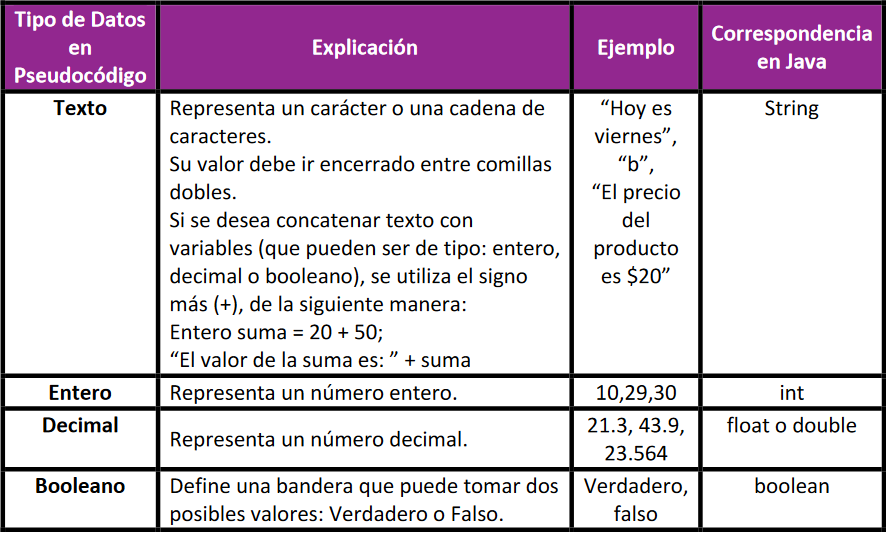 Tipo de Datos
en
Pseudocódigo
Explicación
Ejemplo
Correspondencia
en Java
Texto
Representa un carácter o una cadena de
caracteres.
Su valor debe ir encerrado entre comillas
dobles.
Si se desea concatenar texto con
variables (que pueden ser de tipo: entero,
decimal o booleano), se utiliza el signo
más (+), de la siguiente manera:
Entero suma = 20 + 50;
“El valor de la suma es: ” + suma
“Hoy es
viernes”,
“b”,
“El precio
del
producto
es $20”
String
Entero
Representa un número entero.
10,29,30
int
Decimal
Representa un número decimal.
21.3, 43.9,
23.564
float o double
Booleano
Define una bandera que puede tomar dos
posibles valores: Verdadero o Falso.
Verdadero,
falso
boolean